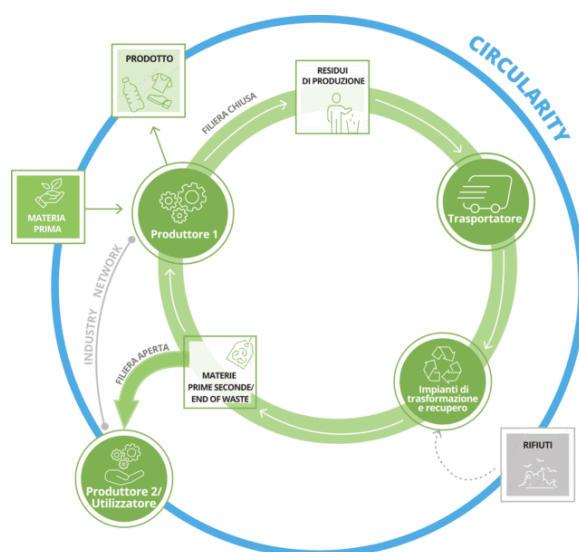 PRODOTTO
RESIDUI
DI PRODUZIONE
CIRCULARITY
FILIERA CHIUSA
MATERIA
PRIMA
Produttore 1
Trasportatore
INDUSTRY NETWORK
FILIERA APERTA
MATERIE
PRIME SECONDE/
END OF WASTE
Impianti di
trasformazione
e recupero
RIFIUTI
Produttore 2/
Utilizzatore